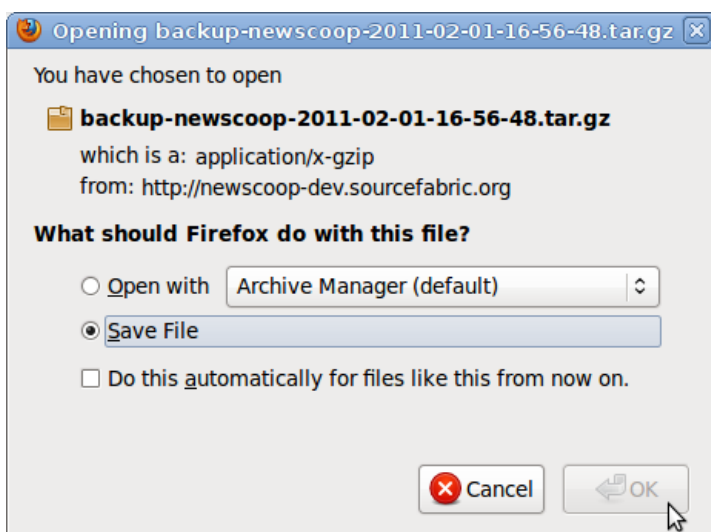 Opening backup-newscoop-2011-02-01-16-56-48.tar.gz
You have chosen to open
backup-newscoop-2011-02-01-16-56-48.tar.gz
which is a: application/x-gzip
from: http://newscoop-dev.sourcefabric.org
What should Firefox do with this file?
Open with Archive Manager (default)
Save File
Do this automatically for files like this from now on.
Cancel OK